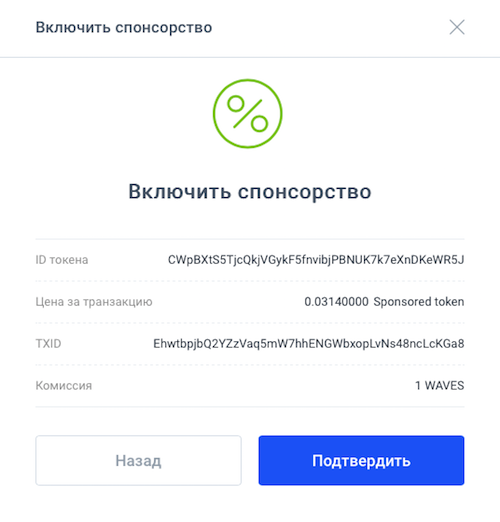 Включить спонсорство
Включить спонсорство
ID токена CWpBXtS5TjcQkjVGykF5fnvibjPBNUK7k7eXnDKeWR5J
Цена за транзакцию 0.03140000 Sponsored token
TXID EhwtbpjbQ2YZzVaq5mW7hhENGWbxopLvNs48ncLcKGa8
Комиссия 1 WAVES
Назад Подтвердить